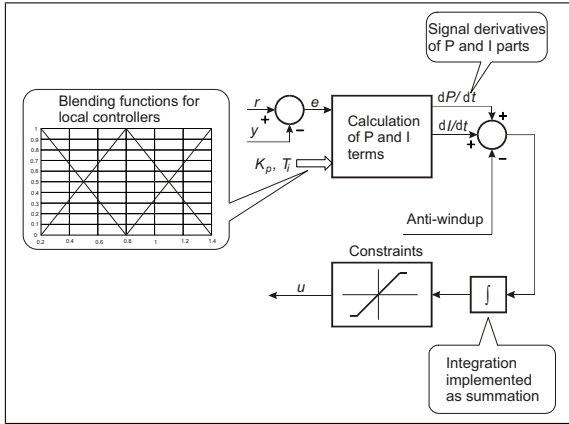 Signal derivatives
of P and I parts
Blending functions for
local controllers
1
0.9
0.8
0.7
0.6
0.5
0.4
0.3
0.2
0.1
0
0.2 0.4 0.6 0.8 1 1.2 1.4
r
+
y
−
e
K_p, T_i
Calculation
of P and I
terms
dP/dt
dI/dt
+
+
−
Anti-windup
Constraints
u
∫
Integration
implemented
as summation